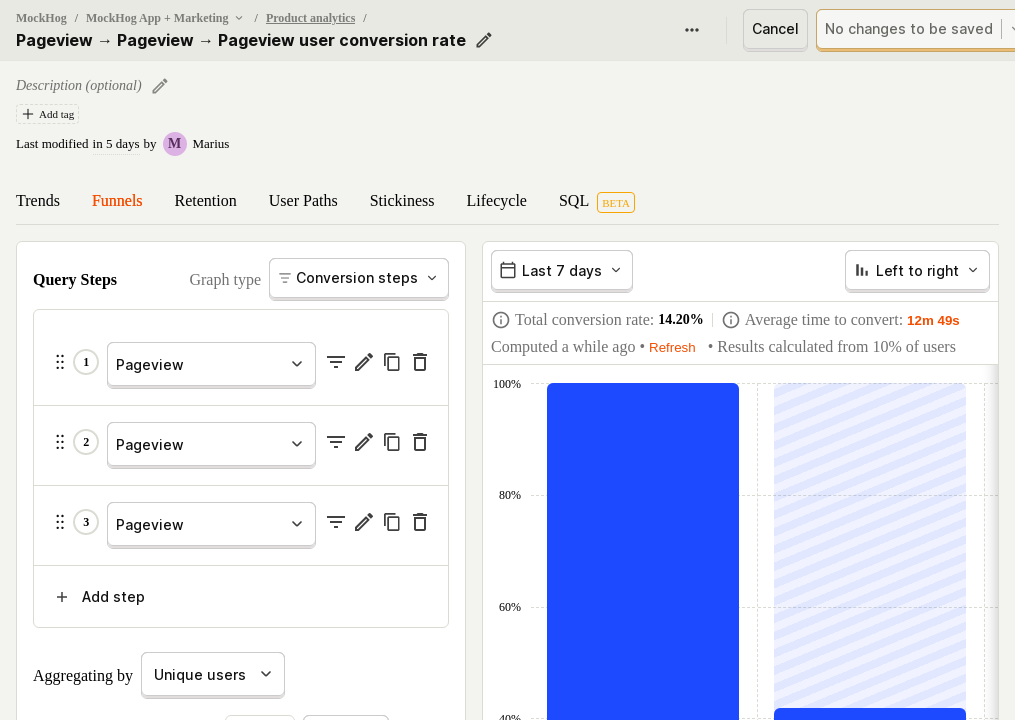 MockHog / MockHog App + Marketing / Product analytics /
Pageview → Pageview → Pageview user conversion rate
Cancel
No changes to be saved
Description (optional)
Add tag
Last modified in 5 days by M Marius
Trends Funnels Retention User Paths Stickiness Lifecycle SQL BETA
Query Steps
Graph type Conversion steps
1 Pageview
2 Pageview
3 Pageview
Add step
Aggregating by Unique users
Last 7 days
Left to right
Total conversion rate: 14.20% Average time to convert: 12m 49s
Computed a while ago • Refresh • Results calculated from 10% of users
100%
80%
60%
40%